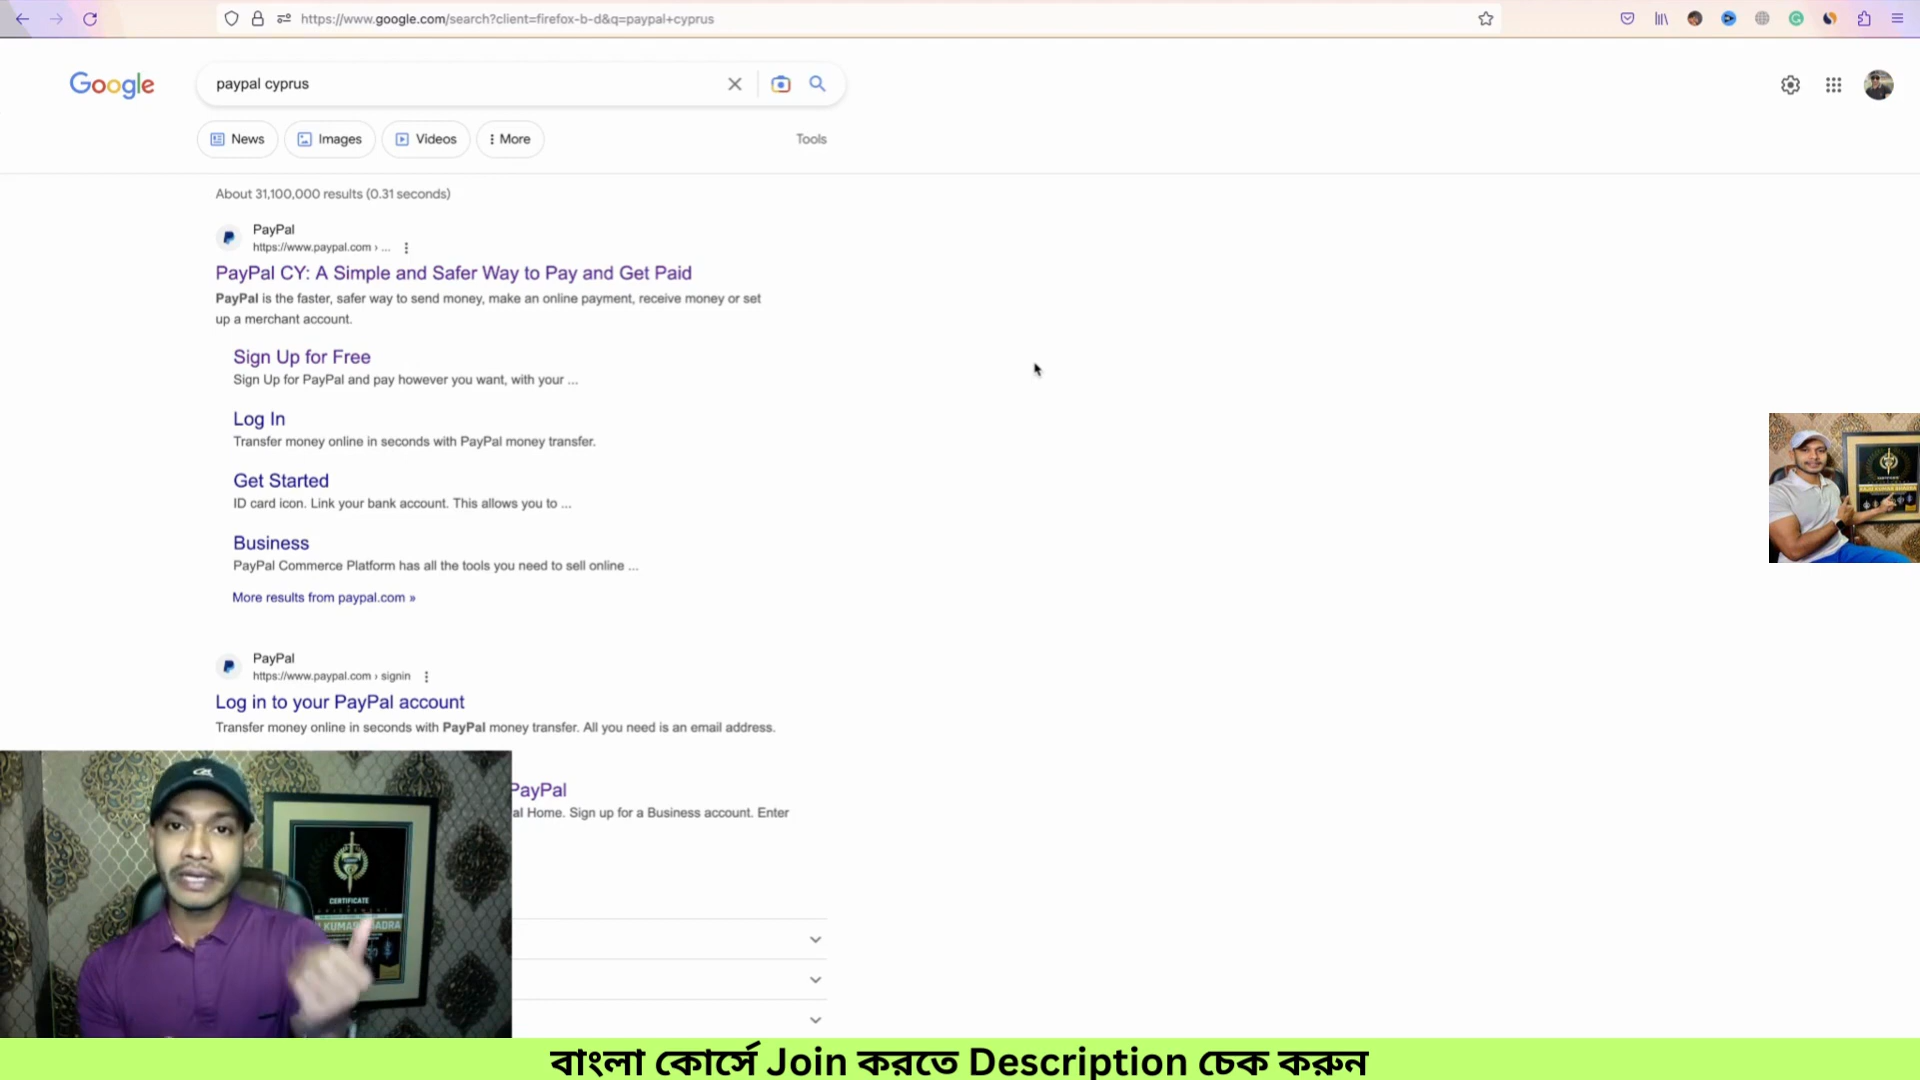 https://www.google.com/search?client=firefox-b-d&q=paypal+cyprus
Google
paypal cyprus
News
Images
Videos
More
Tools
About 31,100,000 results (0.31 seconds)
PayPal
https://www.paypal.com › ...
PayPal CY: A Simple and Safer Way to Pay and Get Paid
PayPal is the faster, safer way to send money, make an online payment, receive money or set
up a merchant account.
Sign Up for Free
Sign Up for PayPal and pay however you want, with your ...
Log In
Transfer money online in seconds with PayPal money transfer.
Get Started
ID card icon. Link your bank account. This allows you to ...
Business
PayPal Commerce Platform has all the tools you need to sell online ...
More results from paypal.com »
PayPal
https://www.paypal.com › signin
Log in to your PayPal account
Transfer money online in seconds with PayPal money transfer. All you need is an email address.
PayPal
al Home. Sign up for a Business account. Enter
CERTIFICATE
বাংলা কোর্সে Join করতে Description চেক করুন